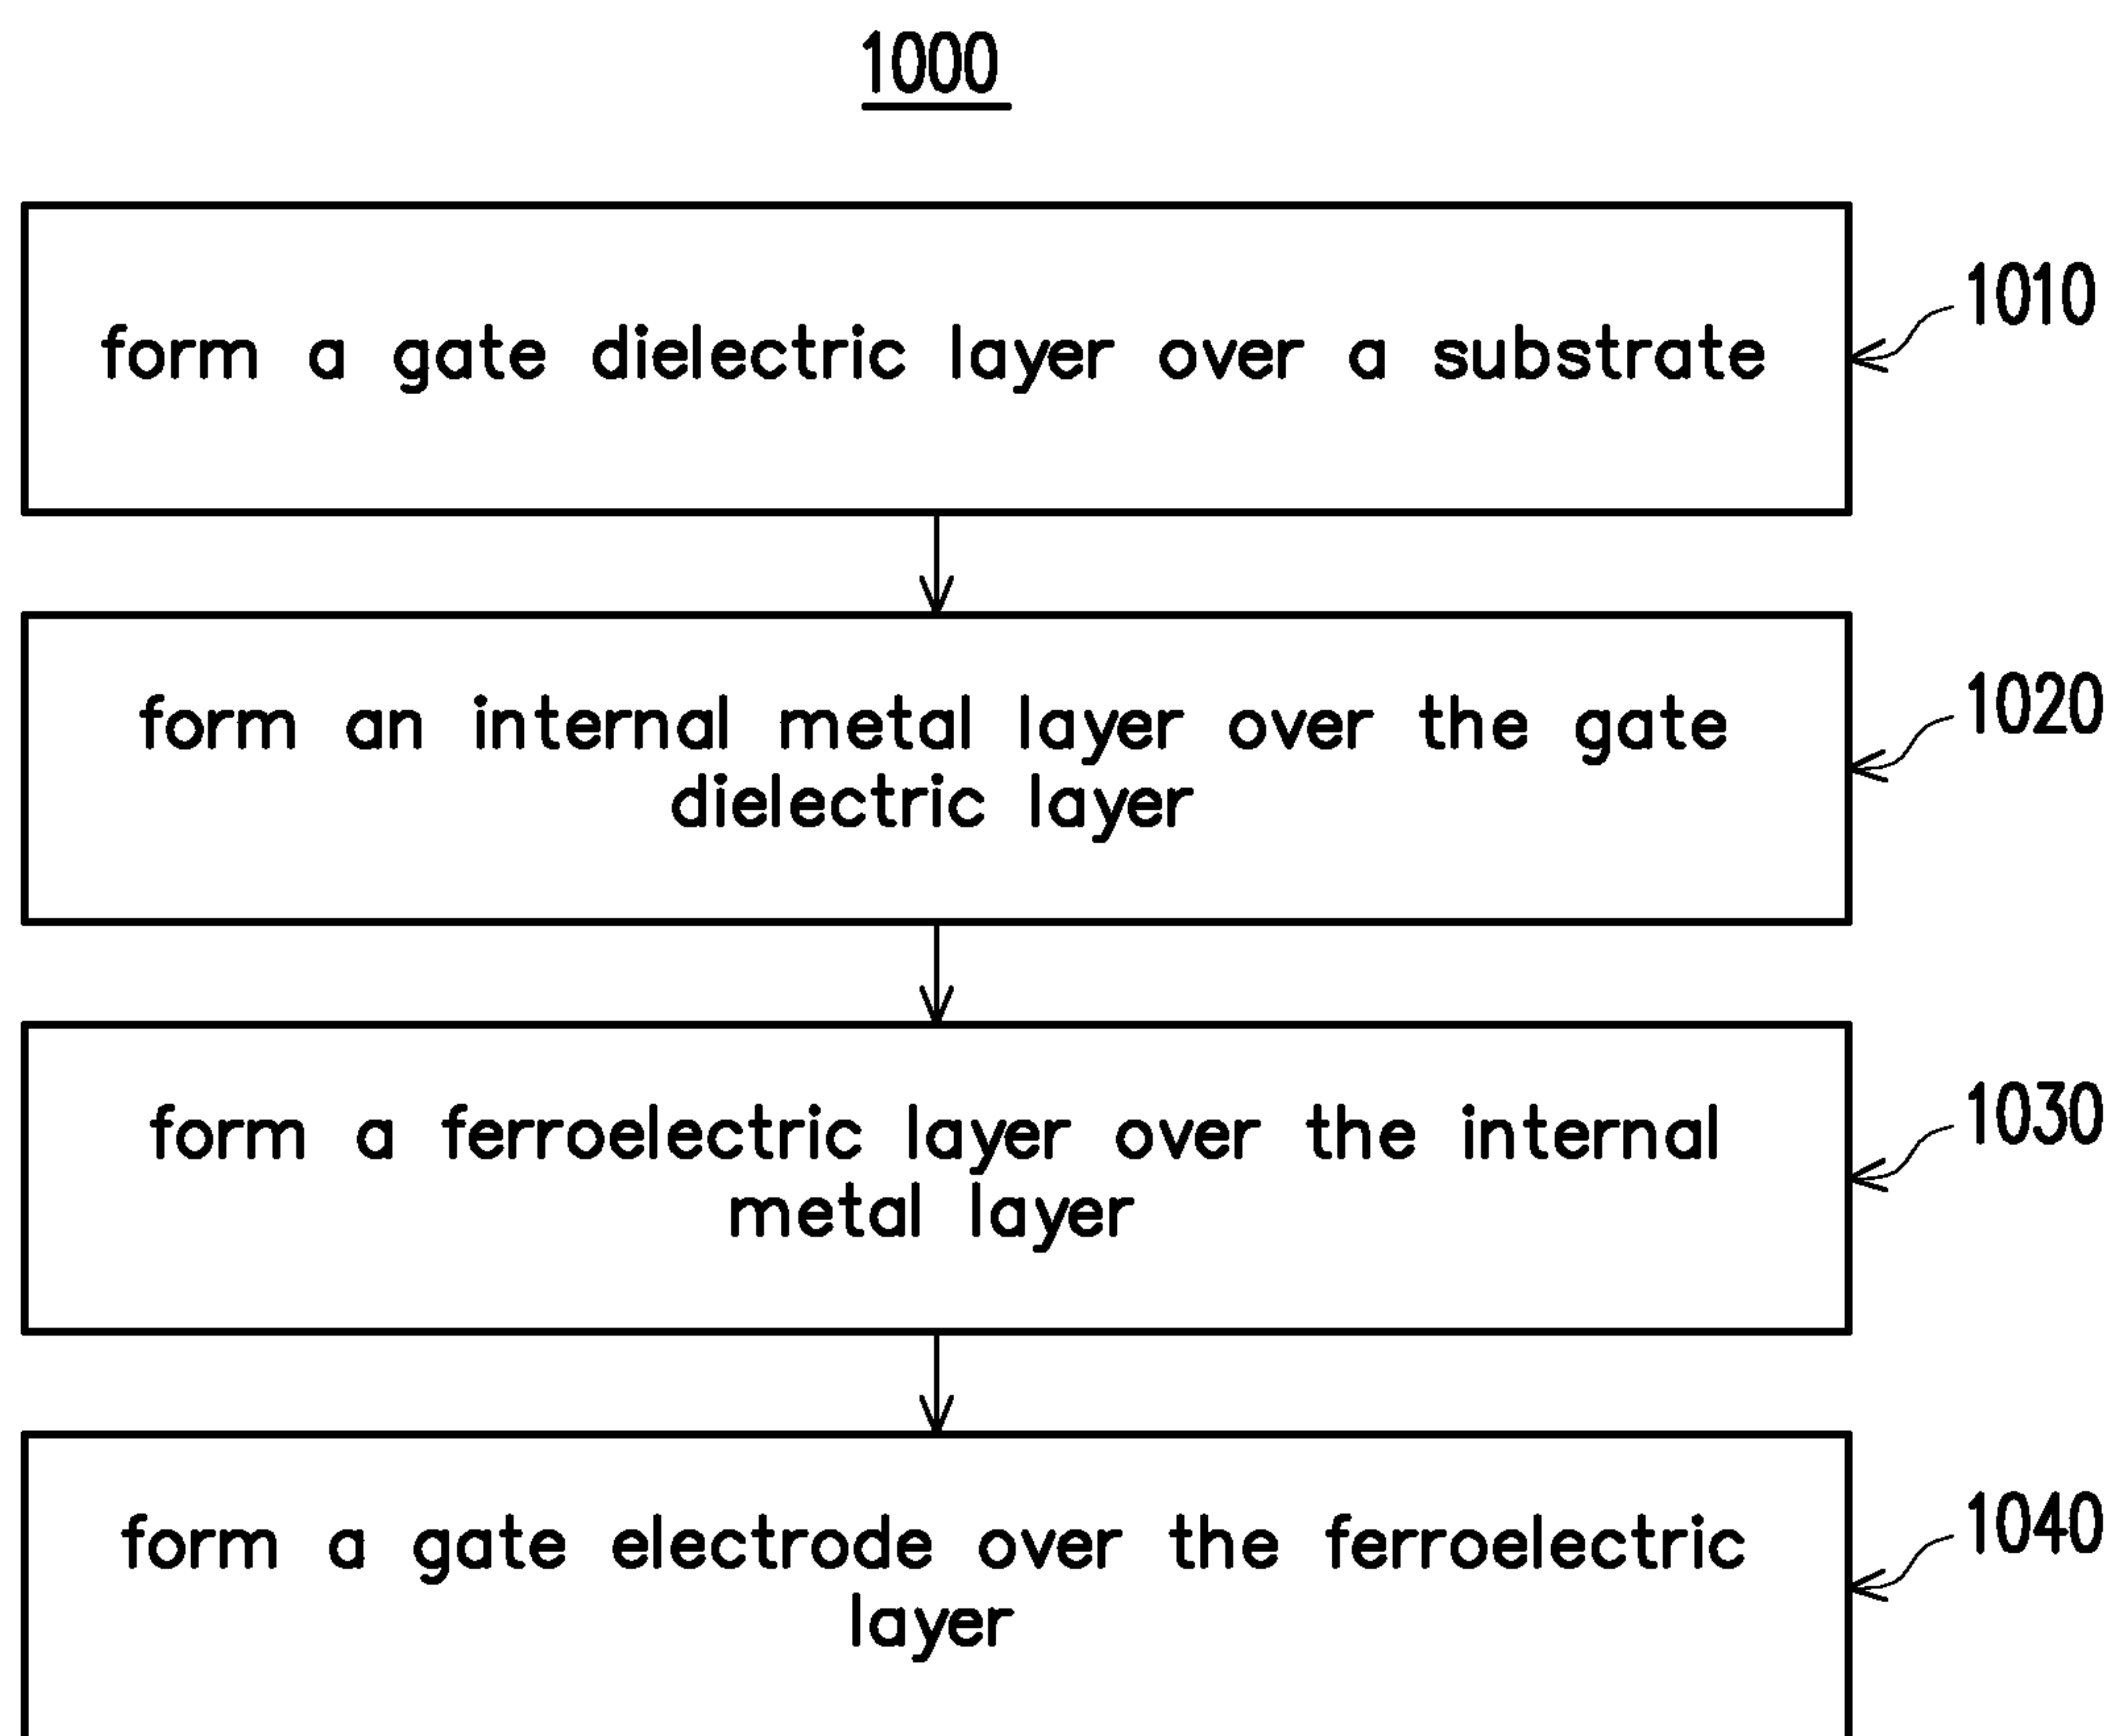 1000
form a gate dielectric layer over a substrate
1010
form an internal metal layer over the gate
dielectric layer
1020
form a ferroelectric layer over the internal
metal layer
1030
form a gate electrode over the ferroelectric
layer
1040